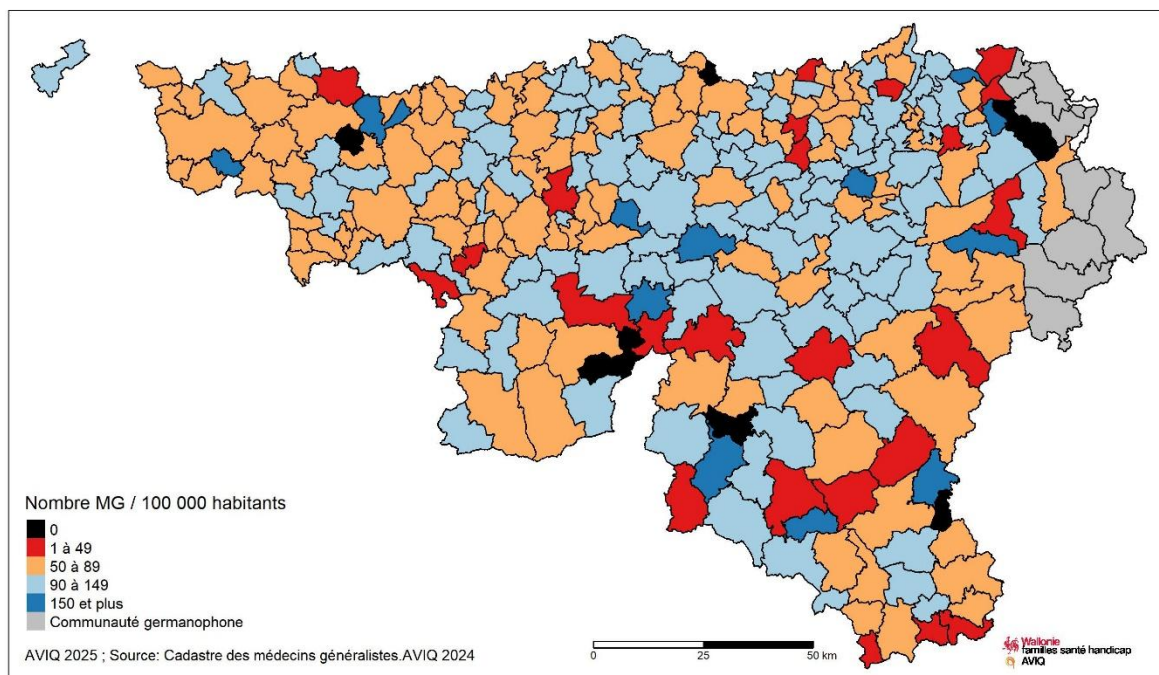 Nombre MG / 100 000 habitants
0
1 à 49
50 à 89
90 à 149
150 et plus
Communauté germanophone
AVIQ 2025 ; Source: Cadastre des médecins généralistes.AVIQ 2024
0 25 50 km
Wallonie
familles santé handicap
AVIQ